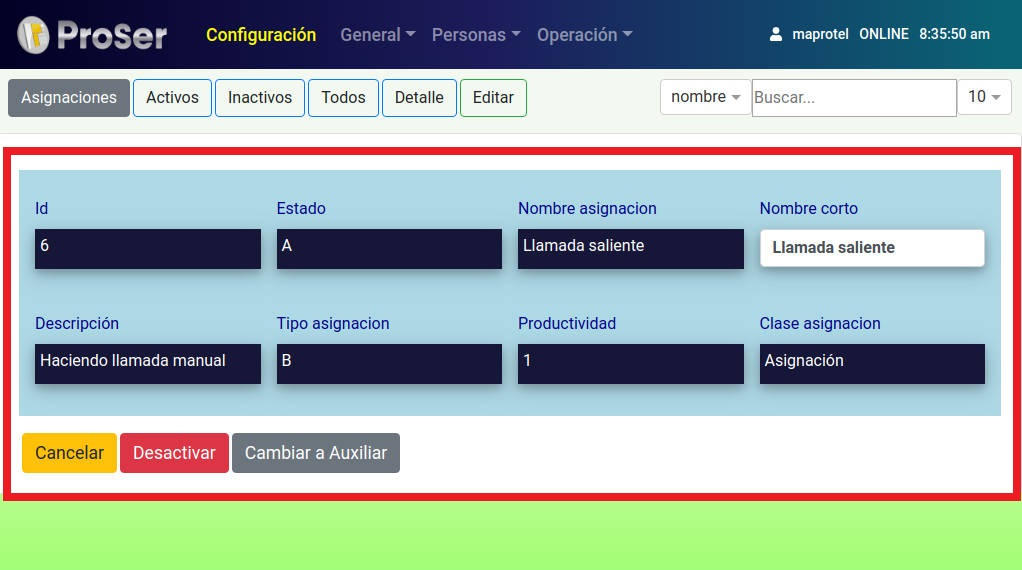 ProSer Configuración General Personas Operación maprotel ONLINE 8:35:50 am
Asignaciones Activos Inactivos Todos Detalle Editar nombre Buscar... 10
Id Estado Nombre asignacion Nombre corto
6 A Llamada saliente Llamada saliente
Descripción Tipo asignacion Productividad Clase asignacion
Haciendo llamada manual B 1 Asignación
Cancelar Desactivar Cambiar a Auxiliar